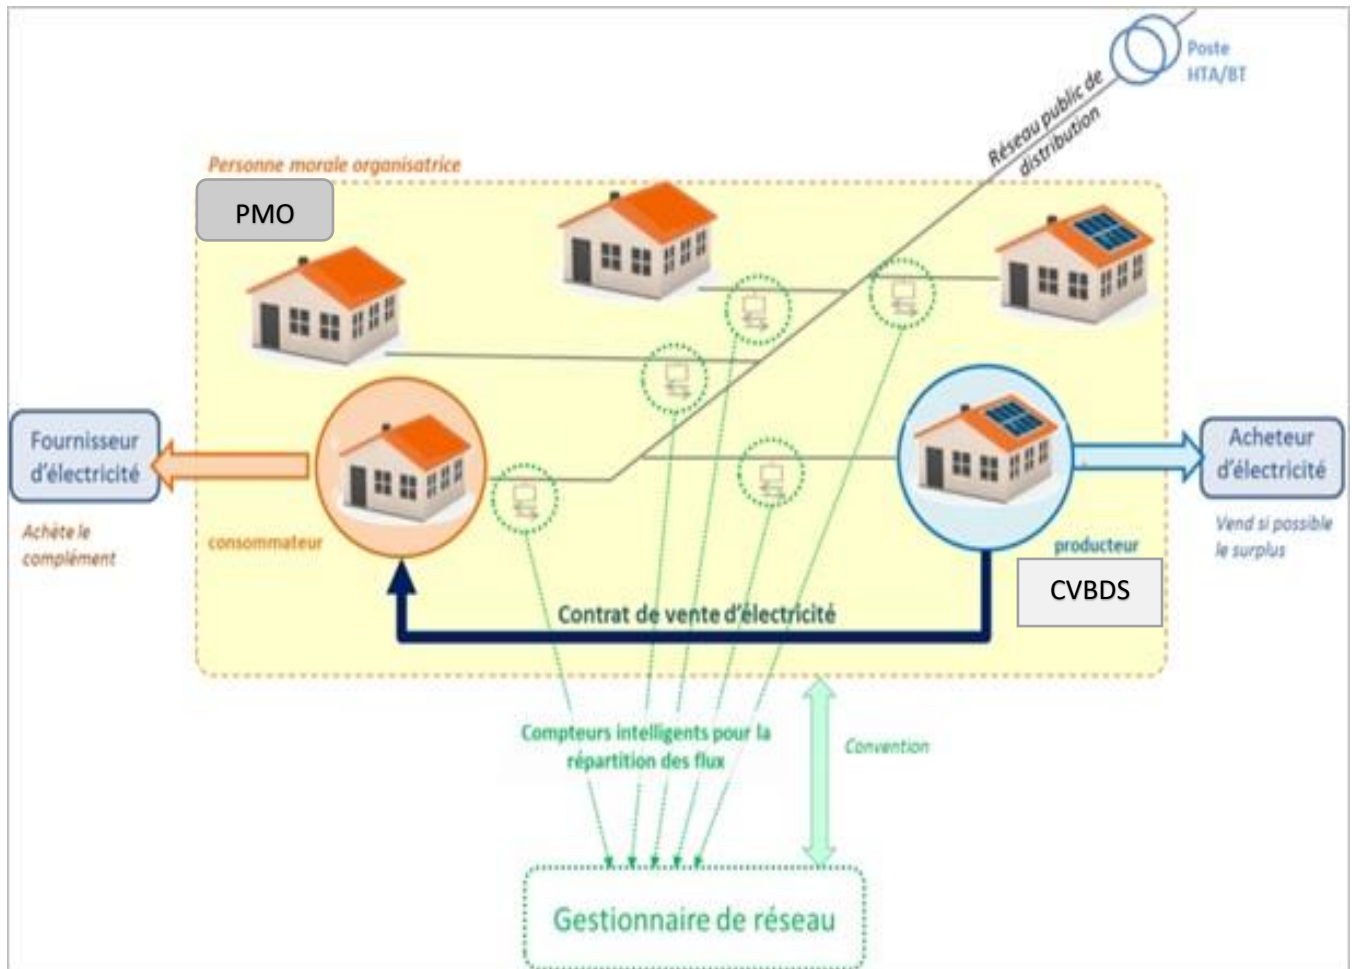 Poste
HTA/BT
Réseau public de
distribution
Personne morale organisatrice
PMO
Fournisseur
d'électricité
Achète le
complément
consommateur
Acheteur
d'électricité
Vend si possible
le surplus
producteur
CVBDS
Contrat de vente d'électricité
Compteurs intelligents pour la
répartition des flux
Convention
Gestionnaire de réseau